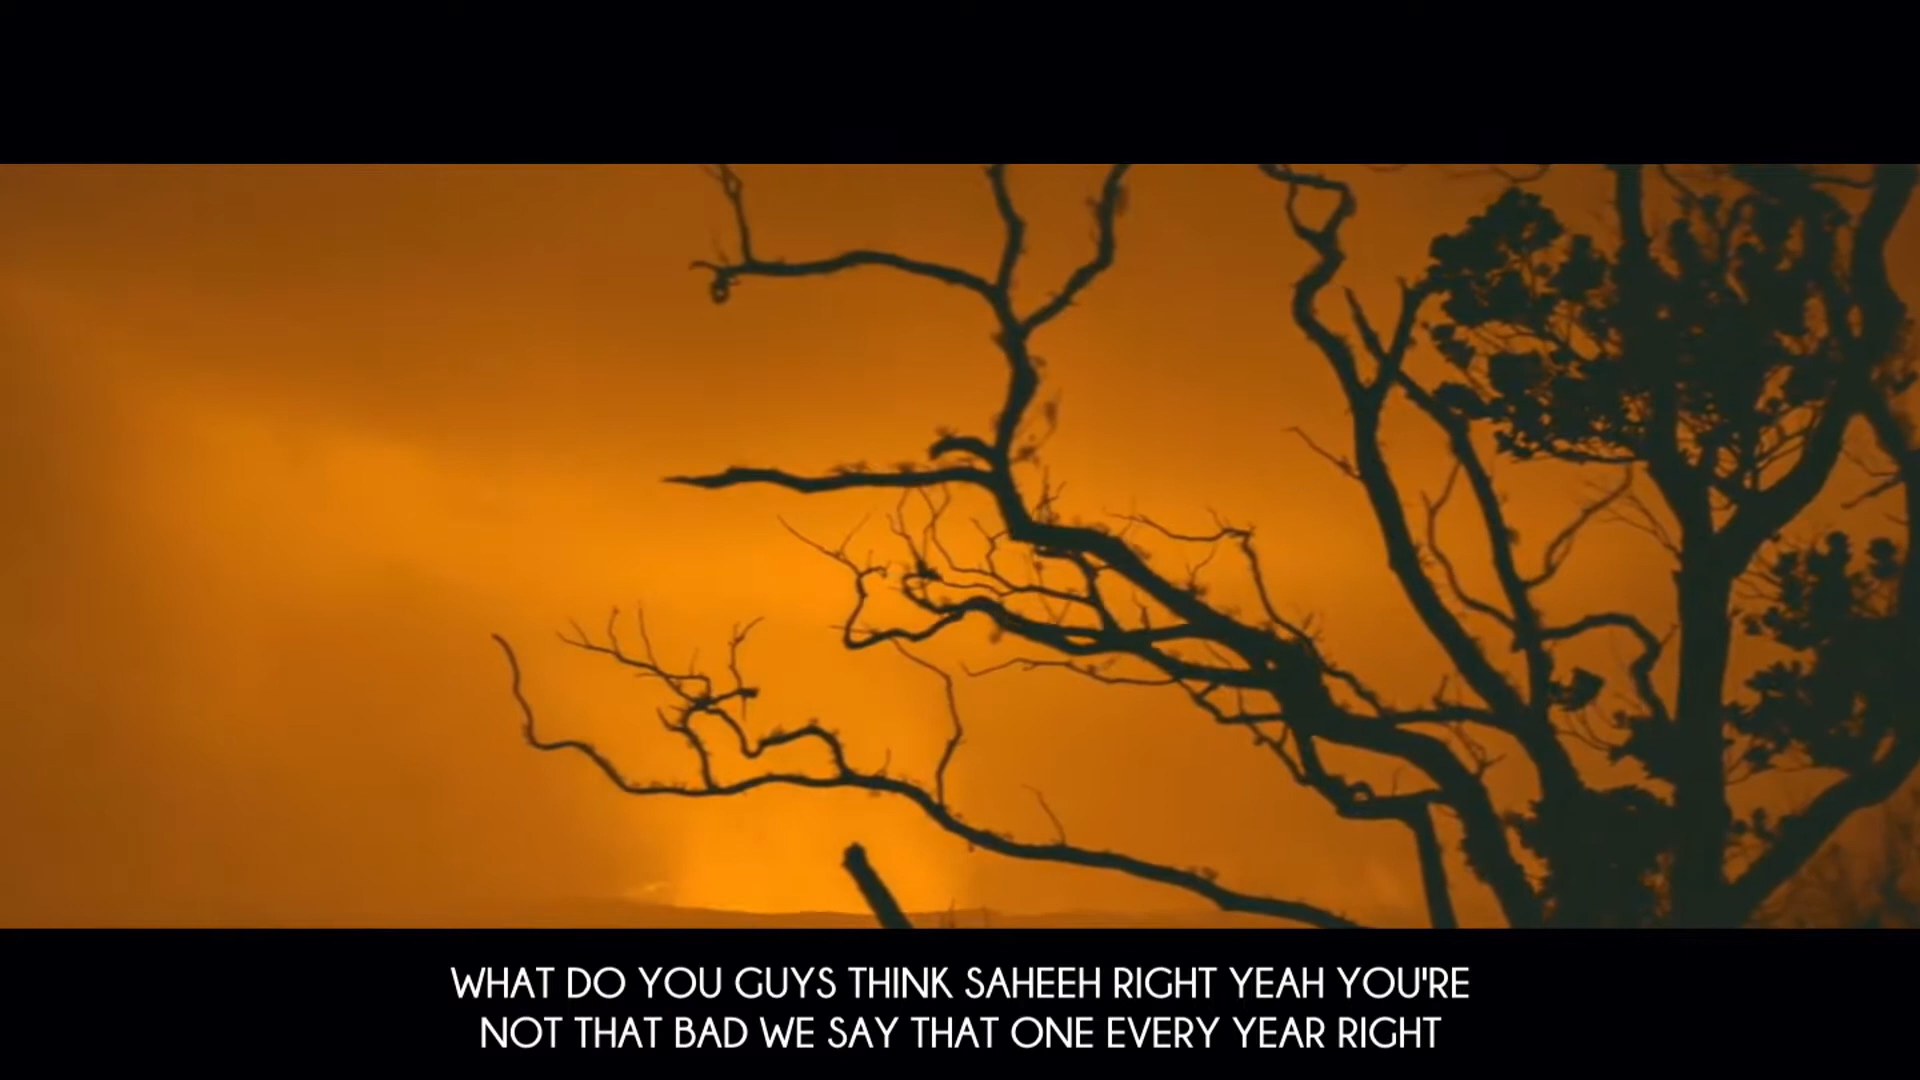 WHAT DO YOU GUYS THINK SAHEEH RIGHT YEAH YOU'RE
NOT THAT BAD WE SAY THAT ONE EVERY YEAR RIGHT